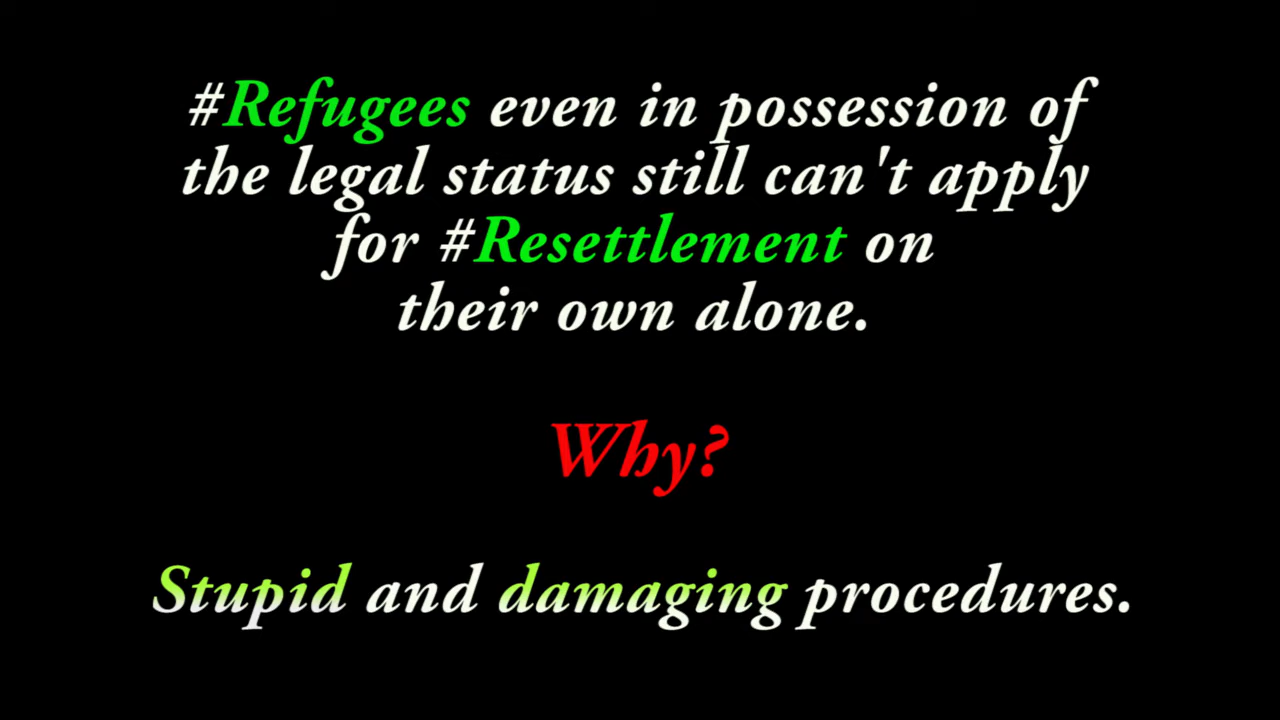 #Refugees even in possession of
the legal status still can't apply
for #Resettlement on
their own alone.
Why?
Stupid and damaging procedures.